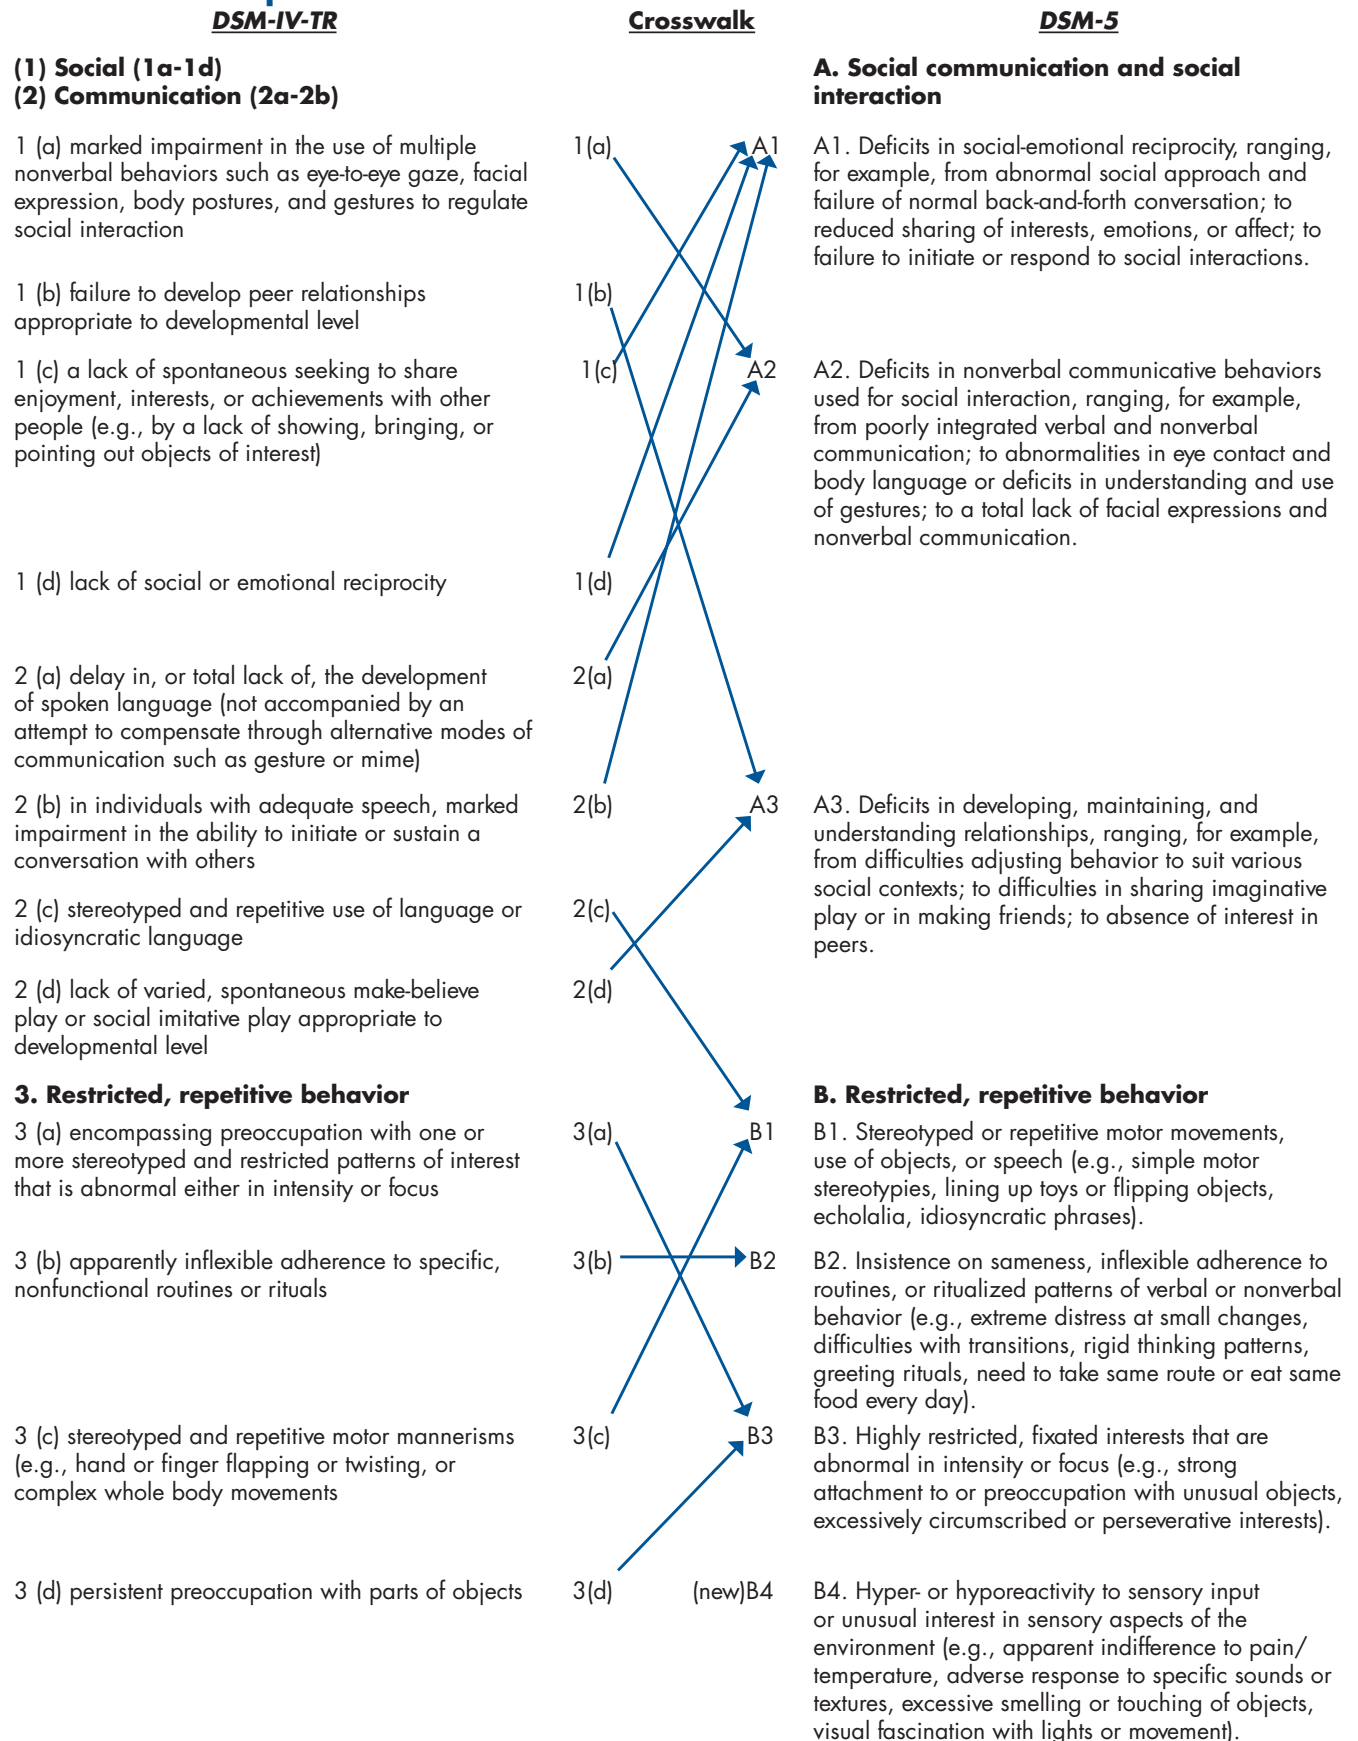 DSM-IV-TR
Crosswalk
DSM-5
(1) Social (1a-1d)
(2) Communication (2a-2b)
A. Social communication and social
interaction
1 (a) marked impairment in the use of multiple
nonverbal behaviors such as eye-to-eye gaze, facial
expression, body postures, and gestures to regulate
social interaction
1(a)
A1
A1. Deficits in social-emotional reciprocity, ranging,
for example, from abnormal social approach and
failure of normal back-and-forth conversation; to
reduced sharing of interests, emotions, or affect; to
failure to initiate or respond to social interactions.
1 (b) failure to develop peer relationships
appropriate to developmental level
1(b)
1 (c) a lack of spontaneous seeking to share
enjoyment, interests, or achievements with other
people (e.g., by a lack of showing, bringing, or
pointing out objects of interest)
1(c)
A2
A2. Deficits in nonverbal communicative behaviors
used for social interaction, ranging, for example,
from poorly integrated verbal and nonverbal
communication; to abnormalities in eye contact and
body language or deficits in understanding and use
of gestures; to a total lack of facial expressions and
nonverbal communication.
1 (d) lack of social or emotional reciprocity
1(d)
2 (a) delay in, or total lack of, the development
of spoken language (not accompanied by an
attempt to compensate through alternative modes of
communication such as gesture or mime)
2(a)
2 (b) in individuals with adequate speech, marked
impairment in the ability to initiate or sustain a
conversation with others
2(b)
A3
A3. Deficits in developing, maintaining, and
understanding relationships, ranging, for example,
from difficulties adjusting behavior to suit various
social contexts; to difficulties in sharing imaginative
play or in making friends; to absence of interest in
peers.
2 (c) stereotyped and repetitive use of language or
idiosyncratic language
2(c)
2 (d) lack of varied, spontaneous make-believe
play or social imitative play appropriate to
developmental level
2(d)
3. Restricted, repetitive behavior
B. Restricted, repetitive behavior
3 (a) encompassing preoccupation with one or
more stereotyped and restricted patterns of interest
that is abnormal either in intensity or focus
3(a)
B1
B1. Stereotyped or repetitive motor movements,
use of objects, or speech (e.g., simple motor
stereotypies, lining up toys or flipping objects,
echolalia, idiosyncratic phrases).
3 (b) apparently inflexible adherence to specific,
nonfunctional routines or rituals
3(b)
B2
B2. Insistence on sameness, inflexible adherence to
routines, or ritualized patterns of verbal or nonverbal
behavior (e.g., extreme distress at small changes,
difficulties with transitions, rigid thinking patterns,
greeting rituals, need to take same route or eat same
food every day).
3 (c) stereotyped and repetitive motor mannerisms
(e.g., hand or finger flapping or twisting, or
complex whole body movements
3(c)
B3
B3. Highly restricted, fixated interests that are
abnormal in intensity or focus (e.g., strong
attachment to or preoccupation with unusual objects,
excessively circumscribed or perseverative interests).
3 (d) persistent preoccupation with parts of objects
3(d)
(new)B4
B4. Hyper- or hyporeactivity to sensory input
or unusual interest in sensory aspects of the
environment (e.g., apparent indifference to pain/
temperature, adverse response to specific sounds or
textures, excessive smelling or touching of objects,
visual fascination with lights or movement).